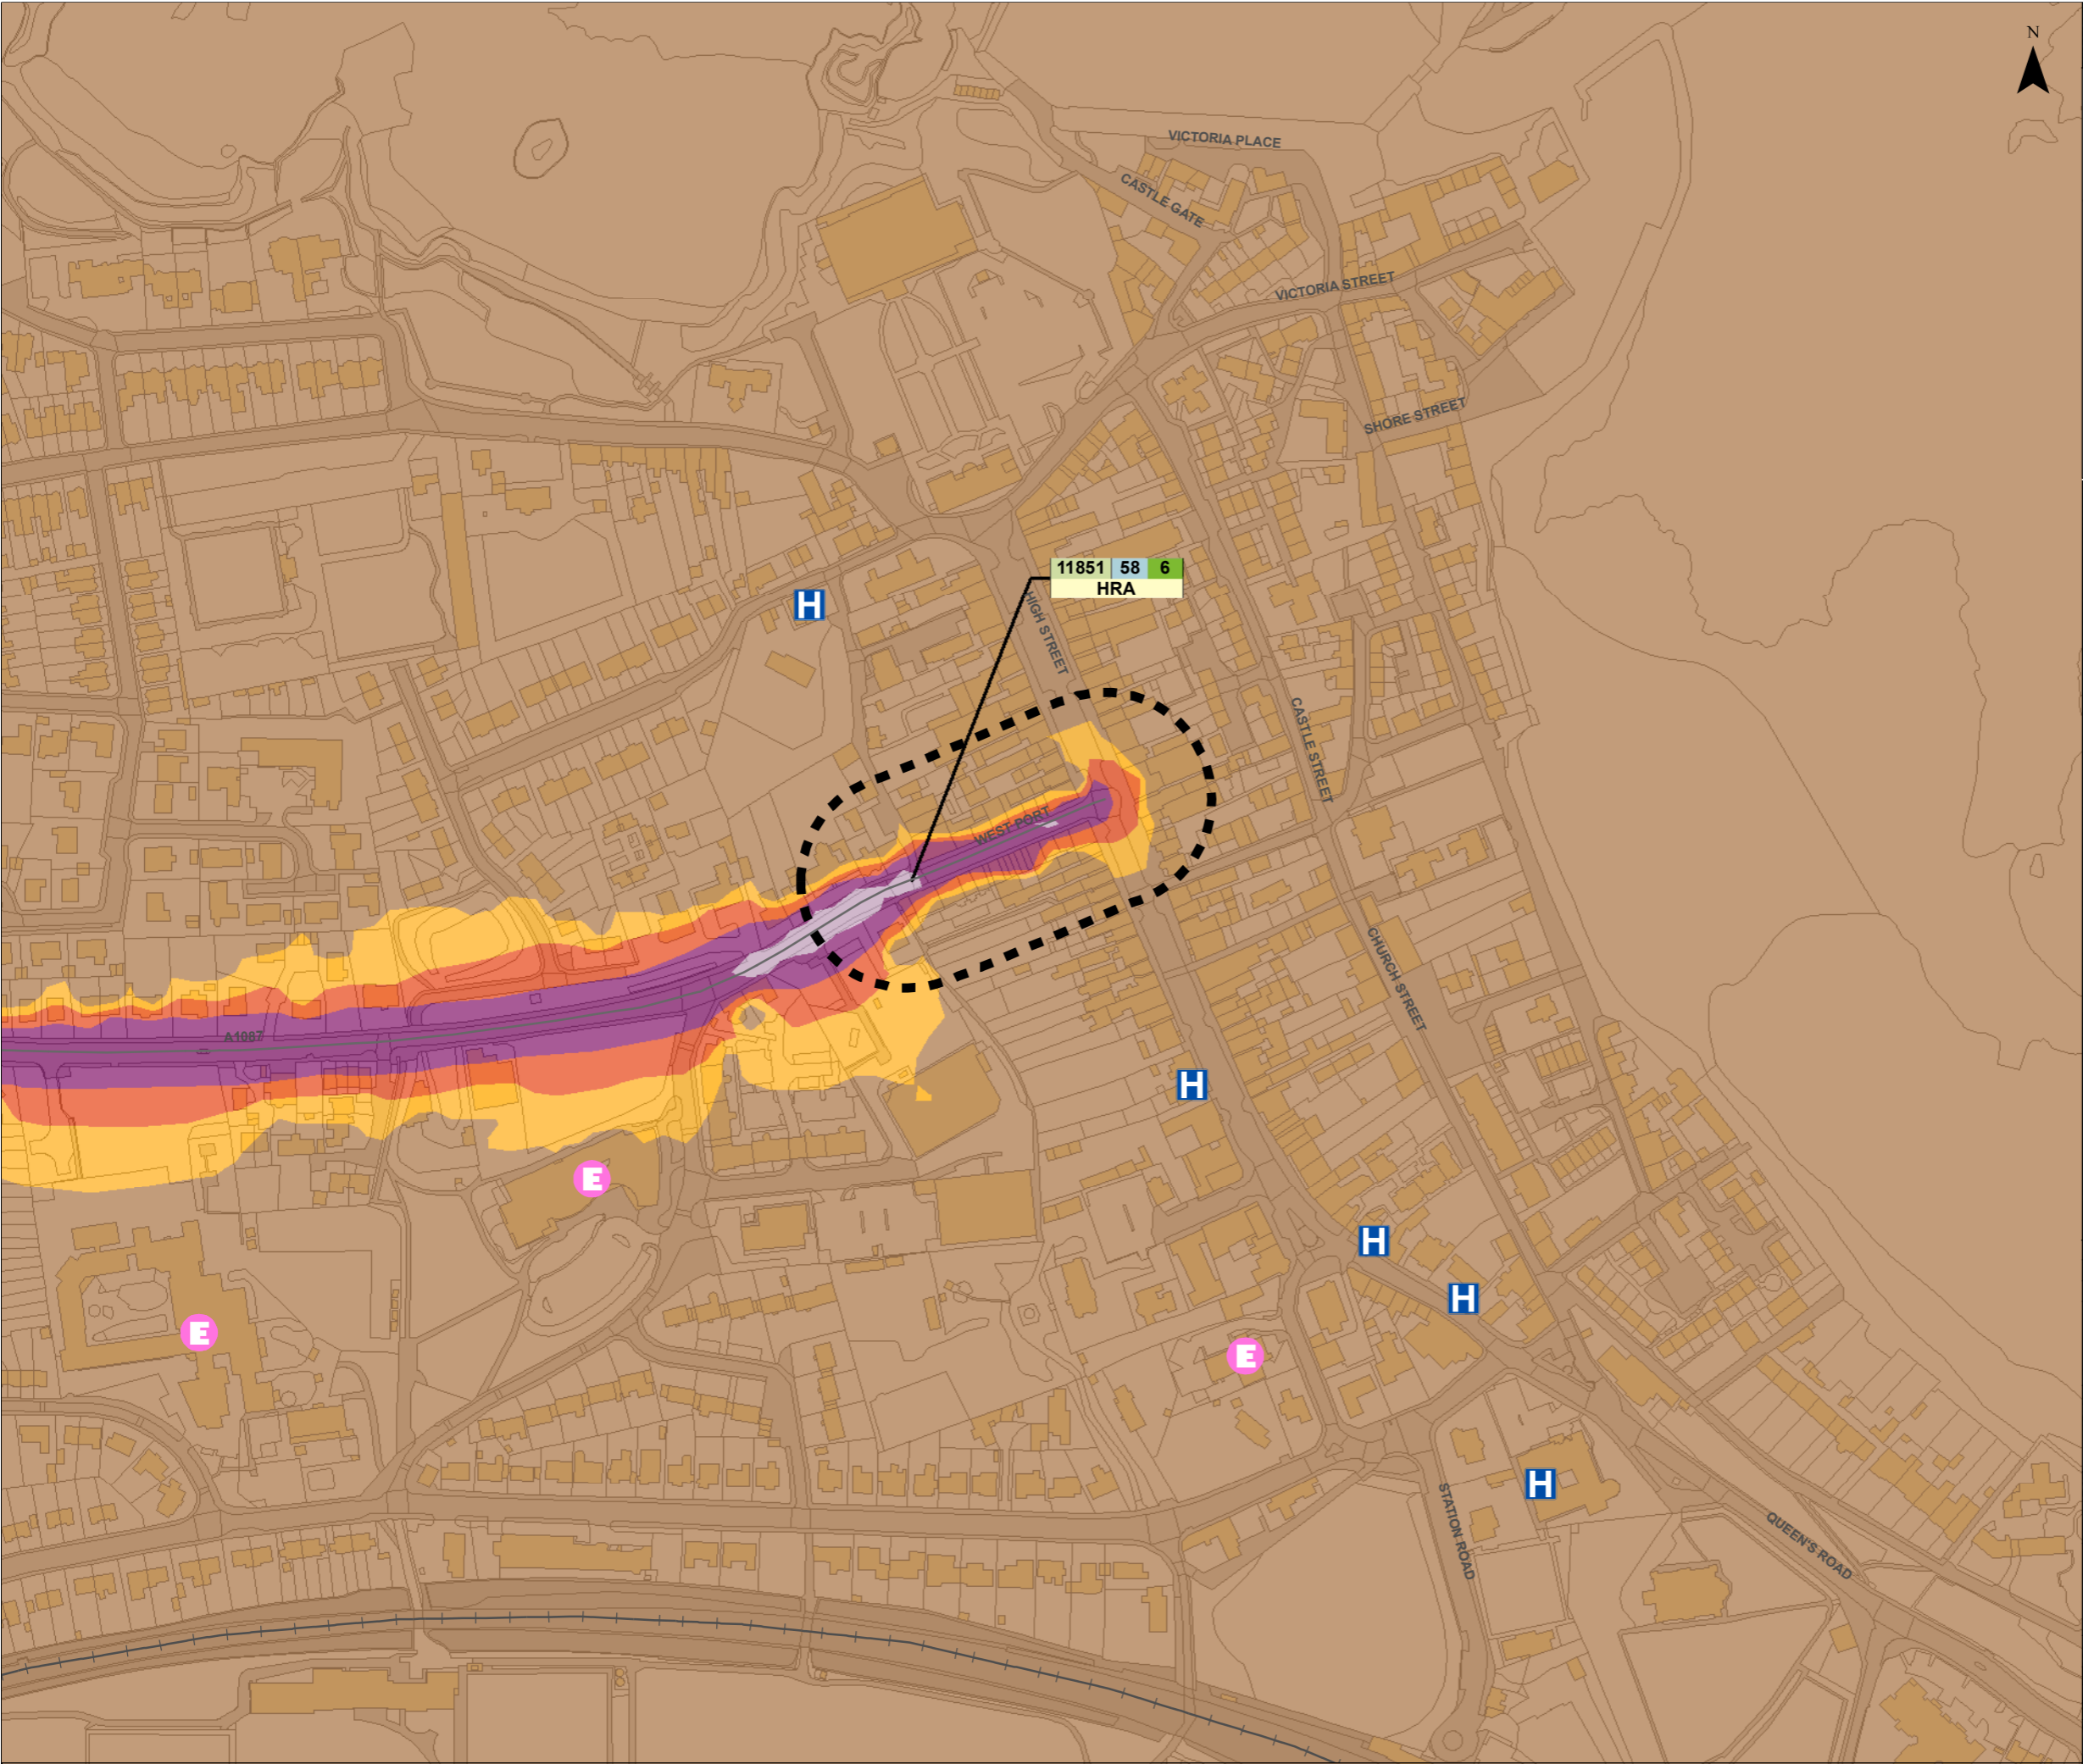 N
VICTORIA PLACE
CASTLE GATE
VICTORIA STREET
SHORE STREET
11851 58 6
HRA
H
HIGH STREET
CASTLE STREET
WEST PORT
CHURCH STREET
A1087
H
E
H
H
E
E
H
STATION ROAD
QUEEN'S ROAD